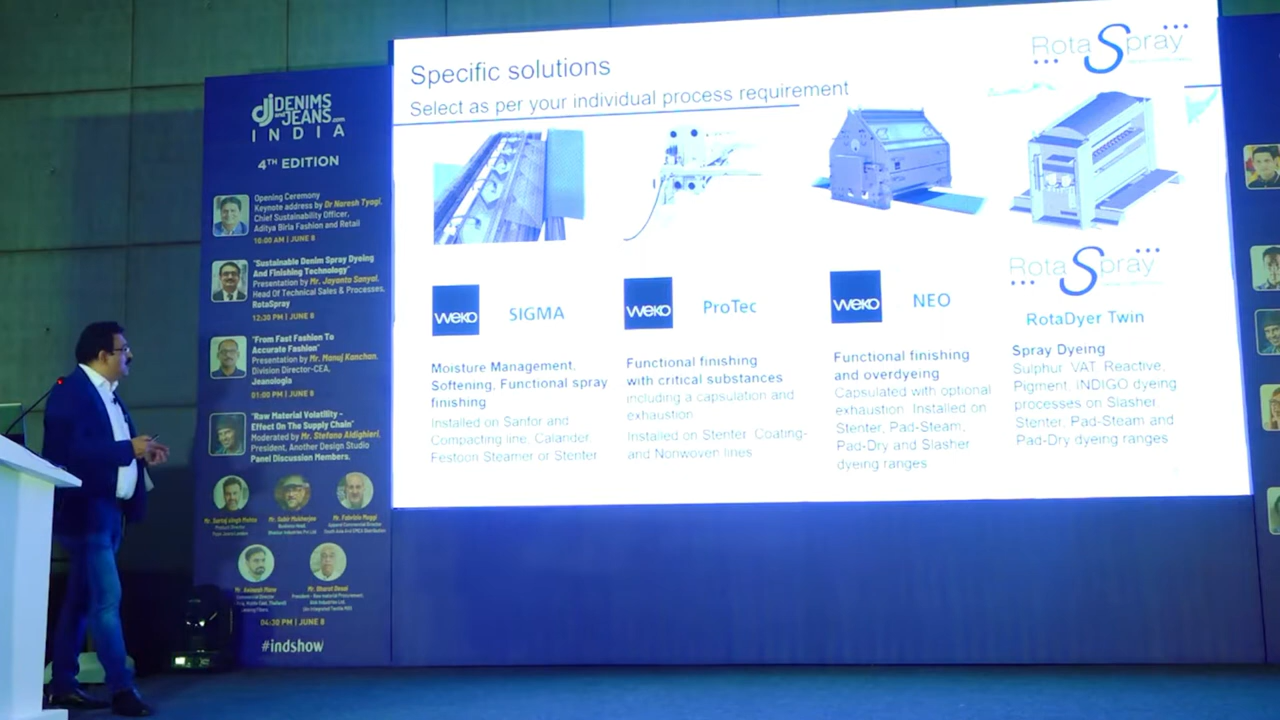 dj DENIMS
and JEANS.com
INDIA
4TH EDITION
Opening Ceremony
Keynote address by Dr Naresh Tyagi,
Chief Sustainability Officer,
Aditya Birla Fashion and Retail
10:00 AM | JUNE 8
"Sustainable Denim Spray Dyeing
And Finishing Technology"
Presentation by Mr. Jayanta Sanyal,
Head Of Technical Sales & Processes,
RotaSpray
12:30 PM | JUNE 8
"From Fast Fashion To
Accurate Fashion"
Presentation by Mr. Manuj Kanchan,
Division Director-CEA,
Jeanologia
01:00 PM | JUNE 8
"Raw Material Volatility -
Effect On The Supply Chain"
Moderated by Mr. Stefano Aldighieri,
President, Another Design Studio
Panel Discussion Members.
04:30 PM | JUNE 8
#indshow
Specific solutions
Select as per your individual process requirement
RotaSpray
weko SIGMA
Moisture Management,
Softening, Functional spray
finishing
Installed on Sanfor and
Compacting line, Calander,
Festoon Steamer or Stenter
weko ProTec
Functional finishing
with critical substances
including a capsulation and
exhaustion
Installed on Stenter, Coating-
and Nonwoven lines
weko NEO
Functional finishing
and overdyeing
Capsulated with optional
exhaustion. Installed on
Stenter, Pad-Steam,
Pad-Dry and Slasher
dyeing ranges
RotaSpray
RotaDyer Twin
Spray Dyeing
Sulphur, VAT, Reactive,
Pigment, INDIGO dyeing
processes on Slasher,
Stenter, Pad-Steam and
Pad-Dry dyeing ranges